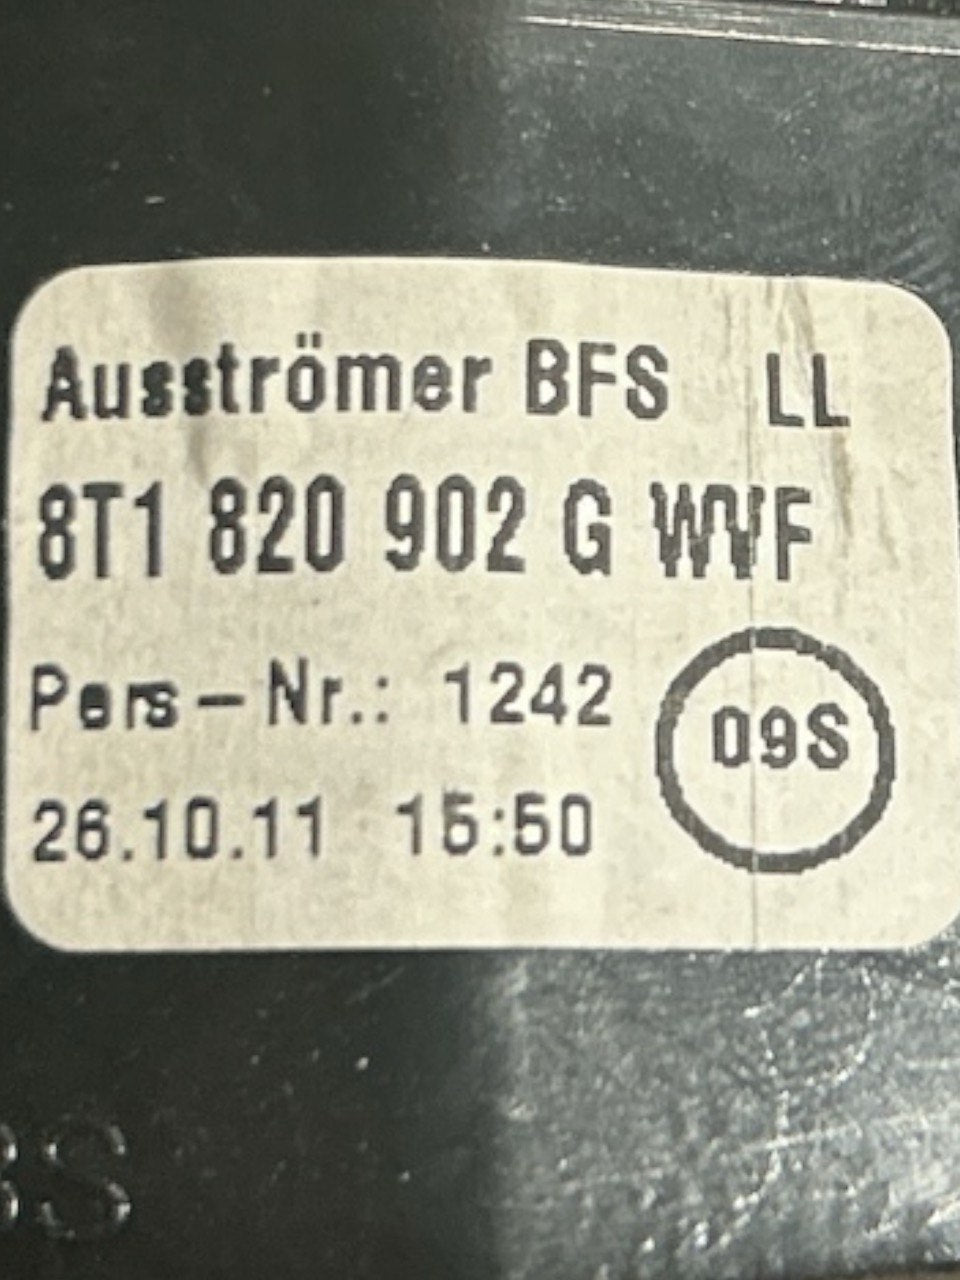 Ausströmer BFS LL
8T1 820 902 G WVF
Pers-Nr.: 1242
09S
26.10.11 15:50